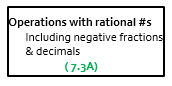 Operations with rational #s
Including negative fractions
& decimals
(7.3A)